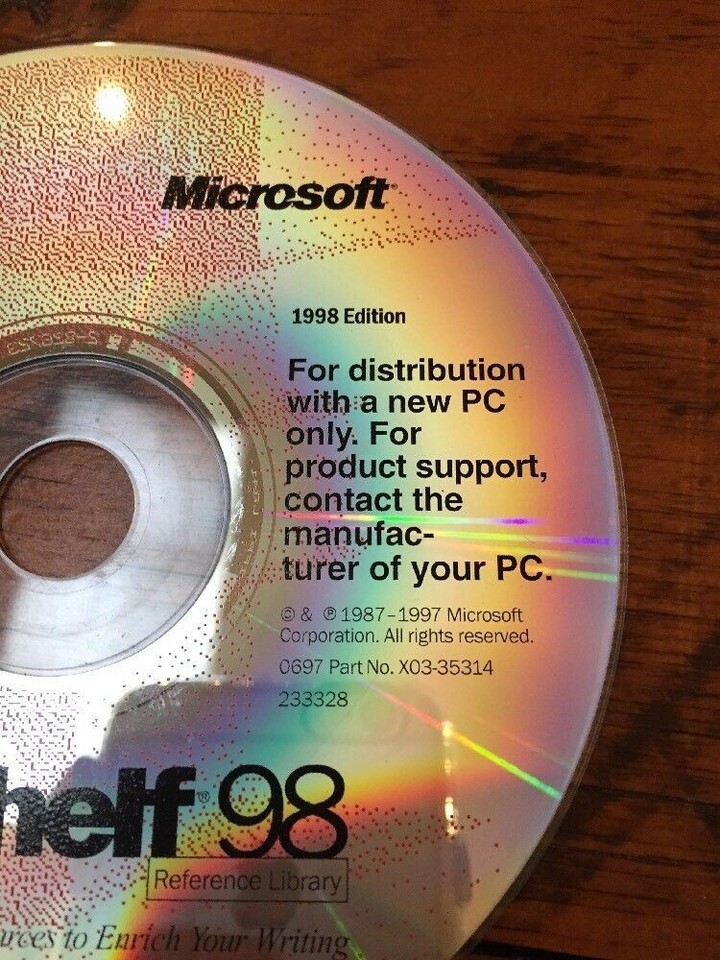 Microsoft®
1998 Edition
For distribution
with a new PC
only. For
product support,
contact the
manufac-
turer of your PC.
© & ℗ 1987-1997 Microsoft
Corporation. All rights reserved.
0697 Part No. X03-35314
233328
helf® 98
Reference Library
urces to Enrich Your Writing